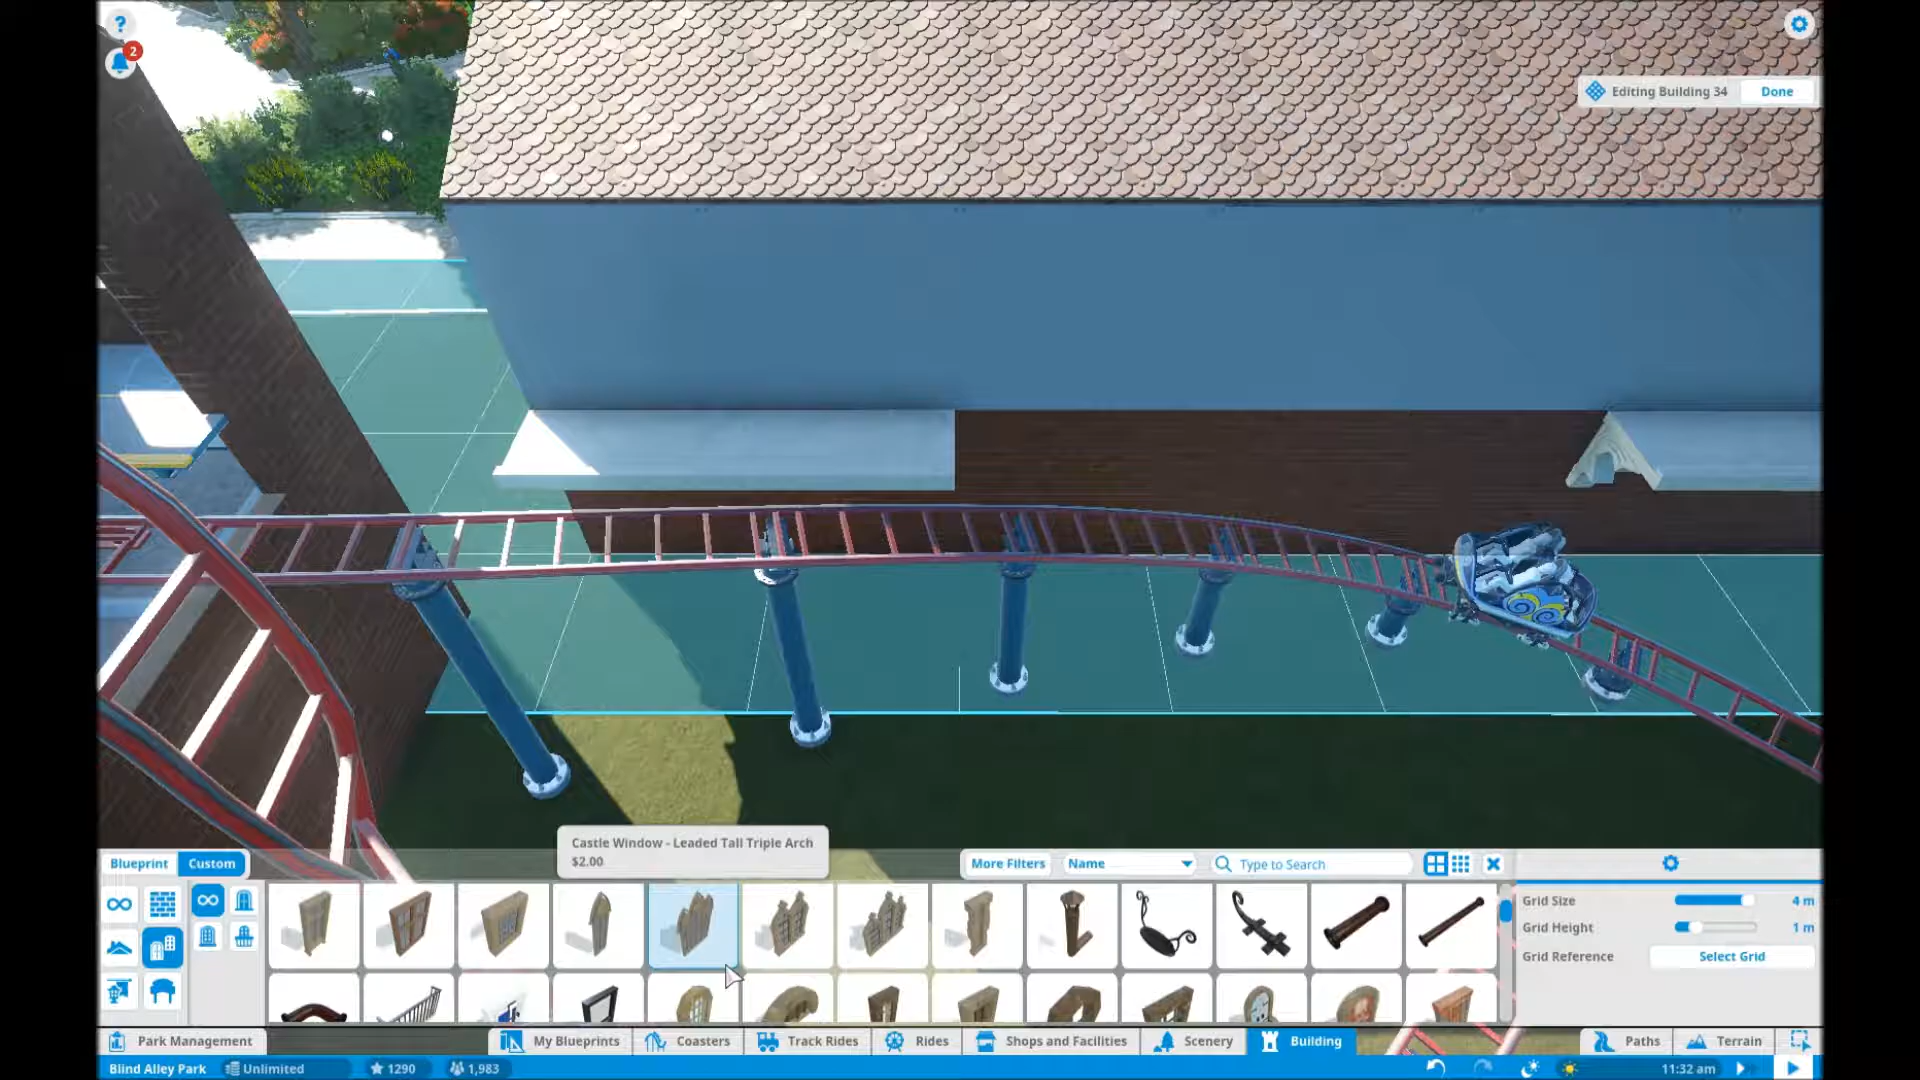 ?
2
Editing Building 34 Done
Castle Window - Leaded Tall Triple Arch
$2.00
Blueprint Custom
More Filters Name Type to Search
Grid Size 4 m
Grid Height 1 m
Grid Reference Select Grid
Park Management My Blueprints Coasters Track Rides Rides Shops and Facilities Scenery Building Paths Terrain
Blind Alley Park Unlimited 1290 1,983 11:32 am